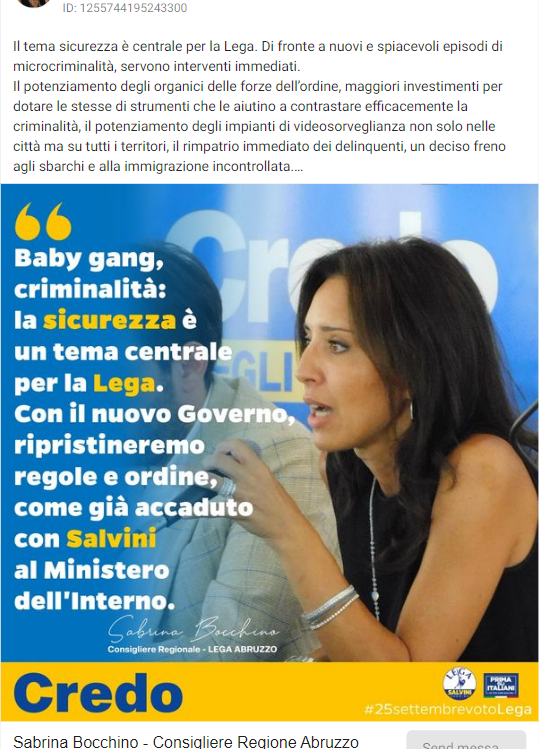 ID: 1255744195243300
Il tema sicurezza è centrale per la Lega. Di fronte a nuovi e spiacevoli episodi di
microcriminalità, servono interventi immediati.
Il potenziamento degli organici delle forze dell'ordine, maggiori investimenti per
dotare le stesse di strumenti che le aiutino a contrastare efficacemente la
criminalità, il potenziamento degli impianti di videosorveglianza non solo nelle
città ma su tutti i territori, il rimpatrio immediato dei delinquenti, un deciso freno
agli sbarchi e alla immigrazione incontrollata....
Credo
EGLI
Baby gang,
criminalità:
la sicurezza è
un tema centrale
per la Lega.
Con il nuovo Governo,
ripristineremo
regole e ordine,
come già accaduto
con Salvini
al Ministero
dell'Interno.
Sabrina Bocchino
Consigliere Regionale - LEGA ABRUZZO
Credo
LEGA
SALVINI
PRIMA
GLI
ITALIANI
#25settembrevotoLega
Sabrina Bocchino - Consigliere Regione Abruzzo
Send messa